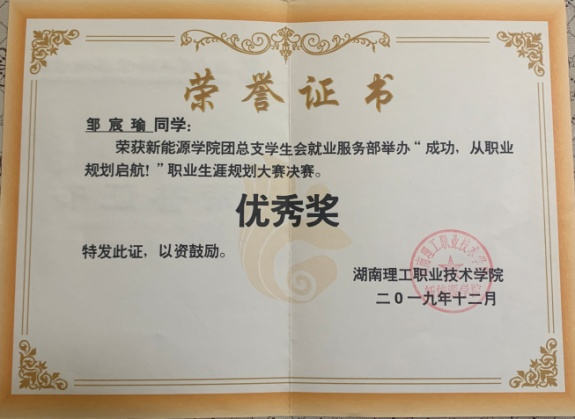 荣誉证书
邹宸瑜同学：
荣获新能源学院团总支学生会就业服务部举办“成功，从职业
规划启航！”职业生涯规划大赛决赛。
优秀奖
特发此证，以资鼓励。
湖南理工职业技术学院
二0一九年十二月